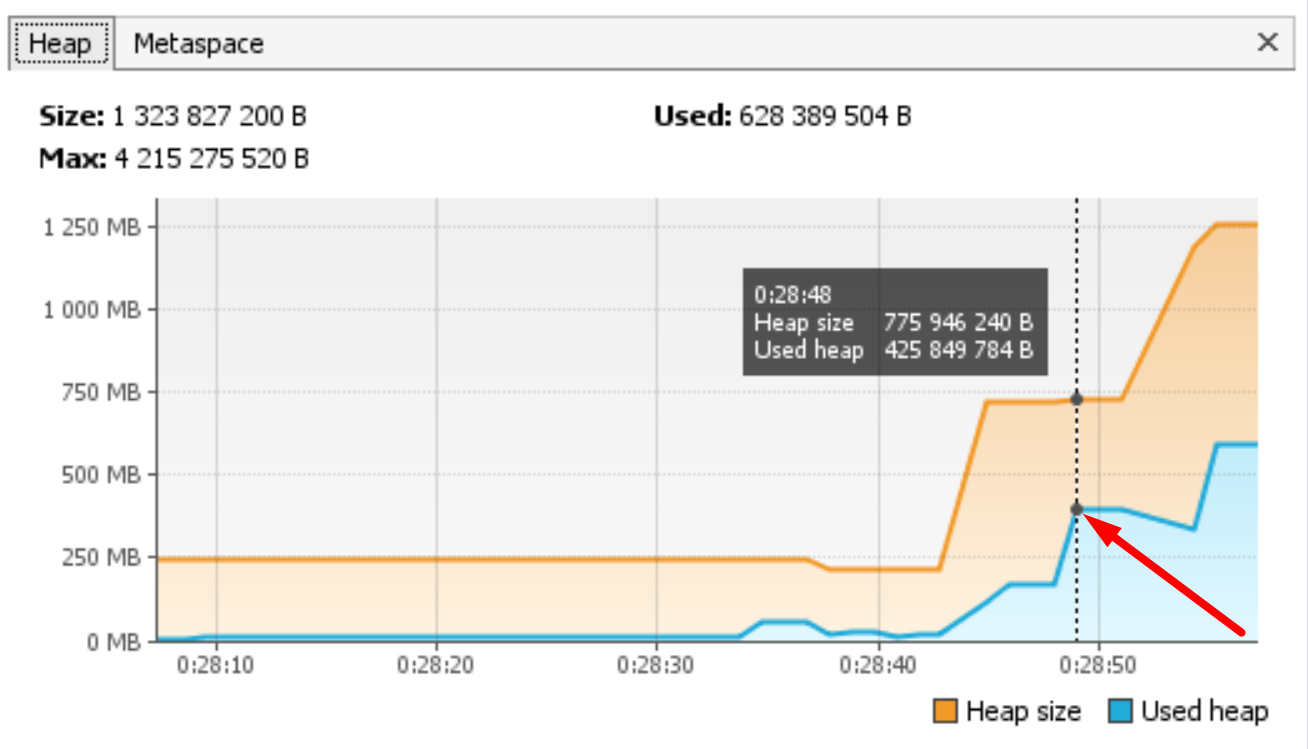 Heap Metaspace ×
Size: 1 323 827 200 B Used: 628 389 504 B
Max: 4 215 275 520 B
1 250 MB
1 000 MB
750 MB
500 MB
250 MB
0 MB
0:28:48
Heap size 775 946 240 B
Used heap 425 849 784 B
0:28:10 0:28:20 0:28:30 0:28:40 0:28:50
Heap size Used heap